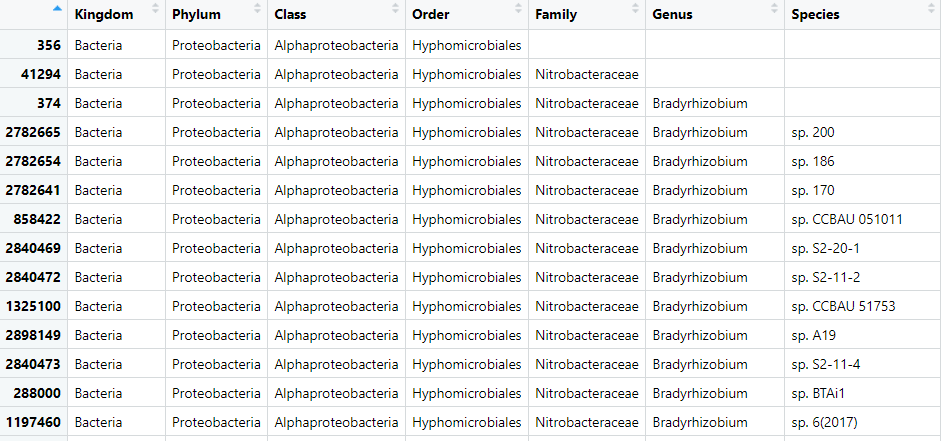 Kingdom Phylum Class Order Family Genus Species
356 Bacteria Proteobacteria Alphaproteobacteria Hyphomicrobiales
41294 Bacteria Proteobacteria Alphaproteobacteria Hyphomicrobiales Nitrobacteraceae
374 Bacteria Proteobacteria Alphaproteobacteria Hyphomicrobiales Nitrobacteraceae Bradyrhizobium
2782665 Bacteria Proteobacteria Alphaproteobacteria Hyphomicrobiales Nitrobacteraceae Bradyrhizobium sp. 200
2782654 Bacteria Proteobacteria Alphaproteobacteria Hyphomicrobiales Nitrobacteraceae Bradyrhizobium sp. 186
2782641 Bacteria Proteobacteria Alphaproteobacteria Hyphomicrobiales Nitrobacteraceae Bradyrhizobium sp. 170
858422 Bacteria Proteobacteria Alphaproteobacteria Hyphomicrobiales Nitrobacteraceae Bradyrhizobium sp. CCBAU 051011
2840469 Bacteria Proteobacteria Alphaproteobacteria Hyphomicrobiales Nitrobacteraceae Bradyrhizobium sp. S2-20-1
2840472 Bacteria Proteobacteria Alphaproteobacteria Hyphomicrobiales Nitrobacteraceae Bradyrhizobium sp. S2-11-2
1325100 Bacteria Proteobacteria Alphaproteobacteria Hyphomicrobiales Nitrobacteraceae Bradyrhizobium sp. CCBAU 51753
2898149 Bacteria Proteobacteria Alphaproteobacteria Hyphomicrobiales Nitrobacteraceae Bradyrhizobium sp. A19
2840473 Bacteria Proteobacteria Alphaproteobacteria Hyphomicrobiales Nitrobacteraceae Bradyrhizobium sp. S2-11-4
288000 Bacteria Proteobacteria Alphaproteobacteria Hyphomicrobiales Nitrobacteraceae Bradyrhizobium sp. BTAi1
1197460 Bacteria Proteobacteria Alphaproteobacteria Hyphomicrobiales Nitrobacteraceae Bradyrhizobium sp. 6(2017)